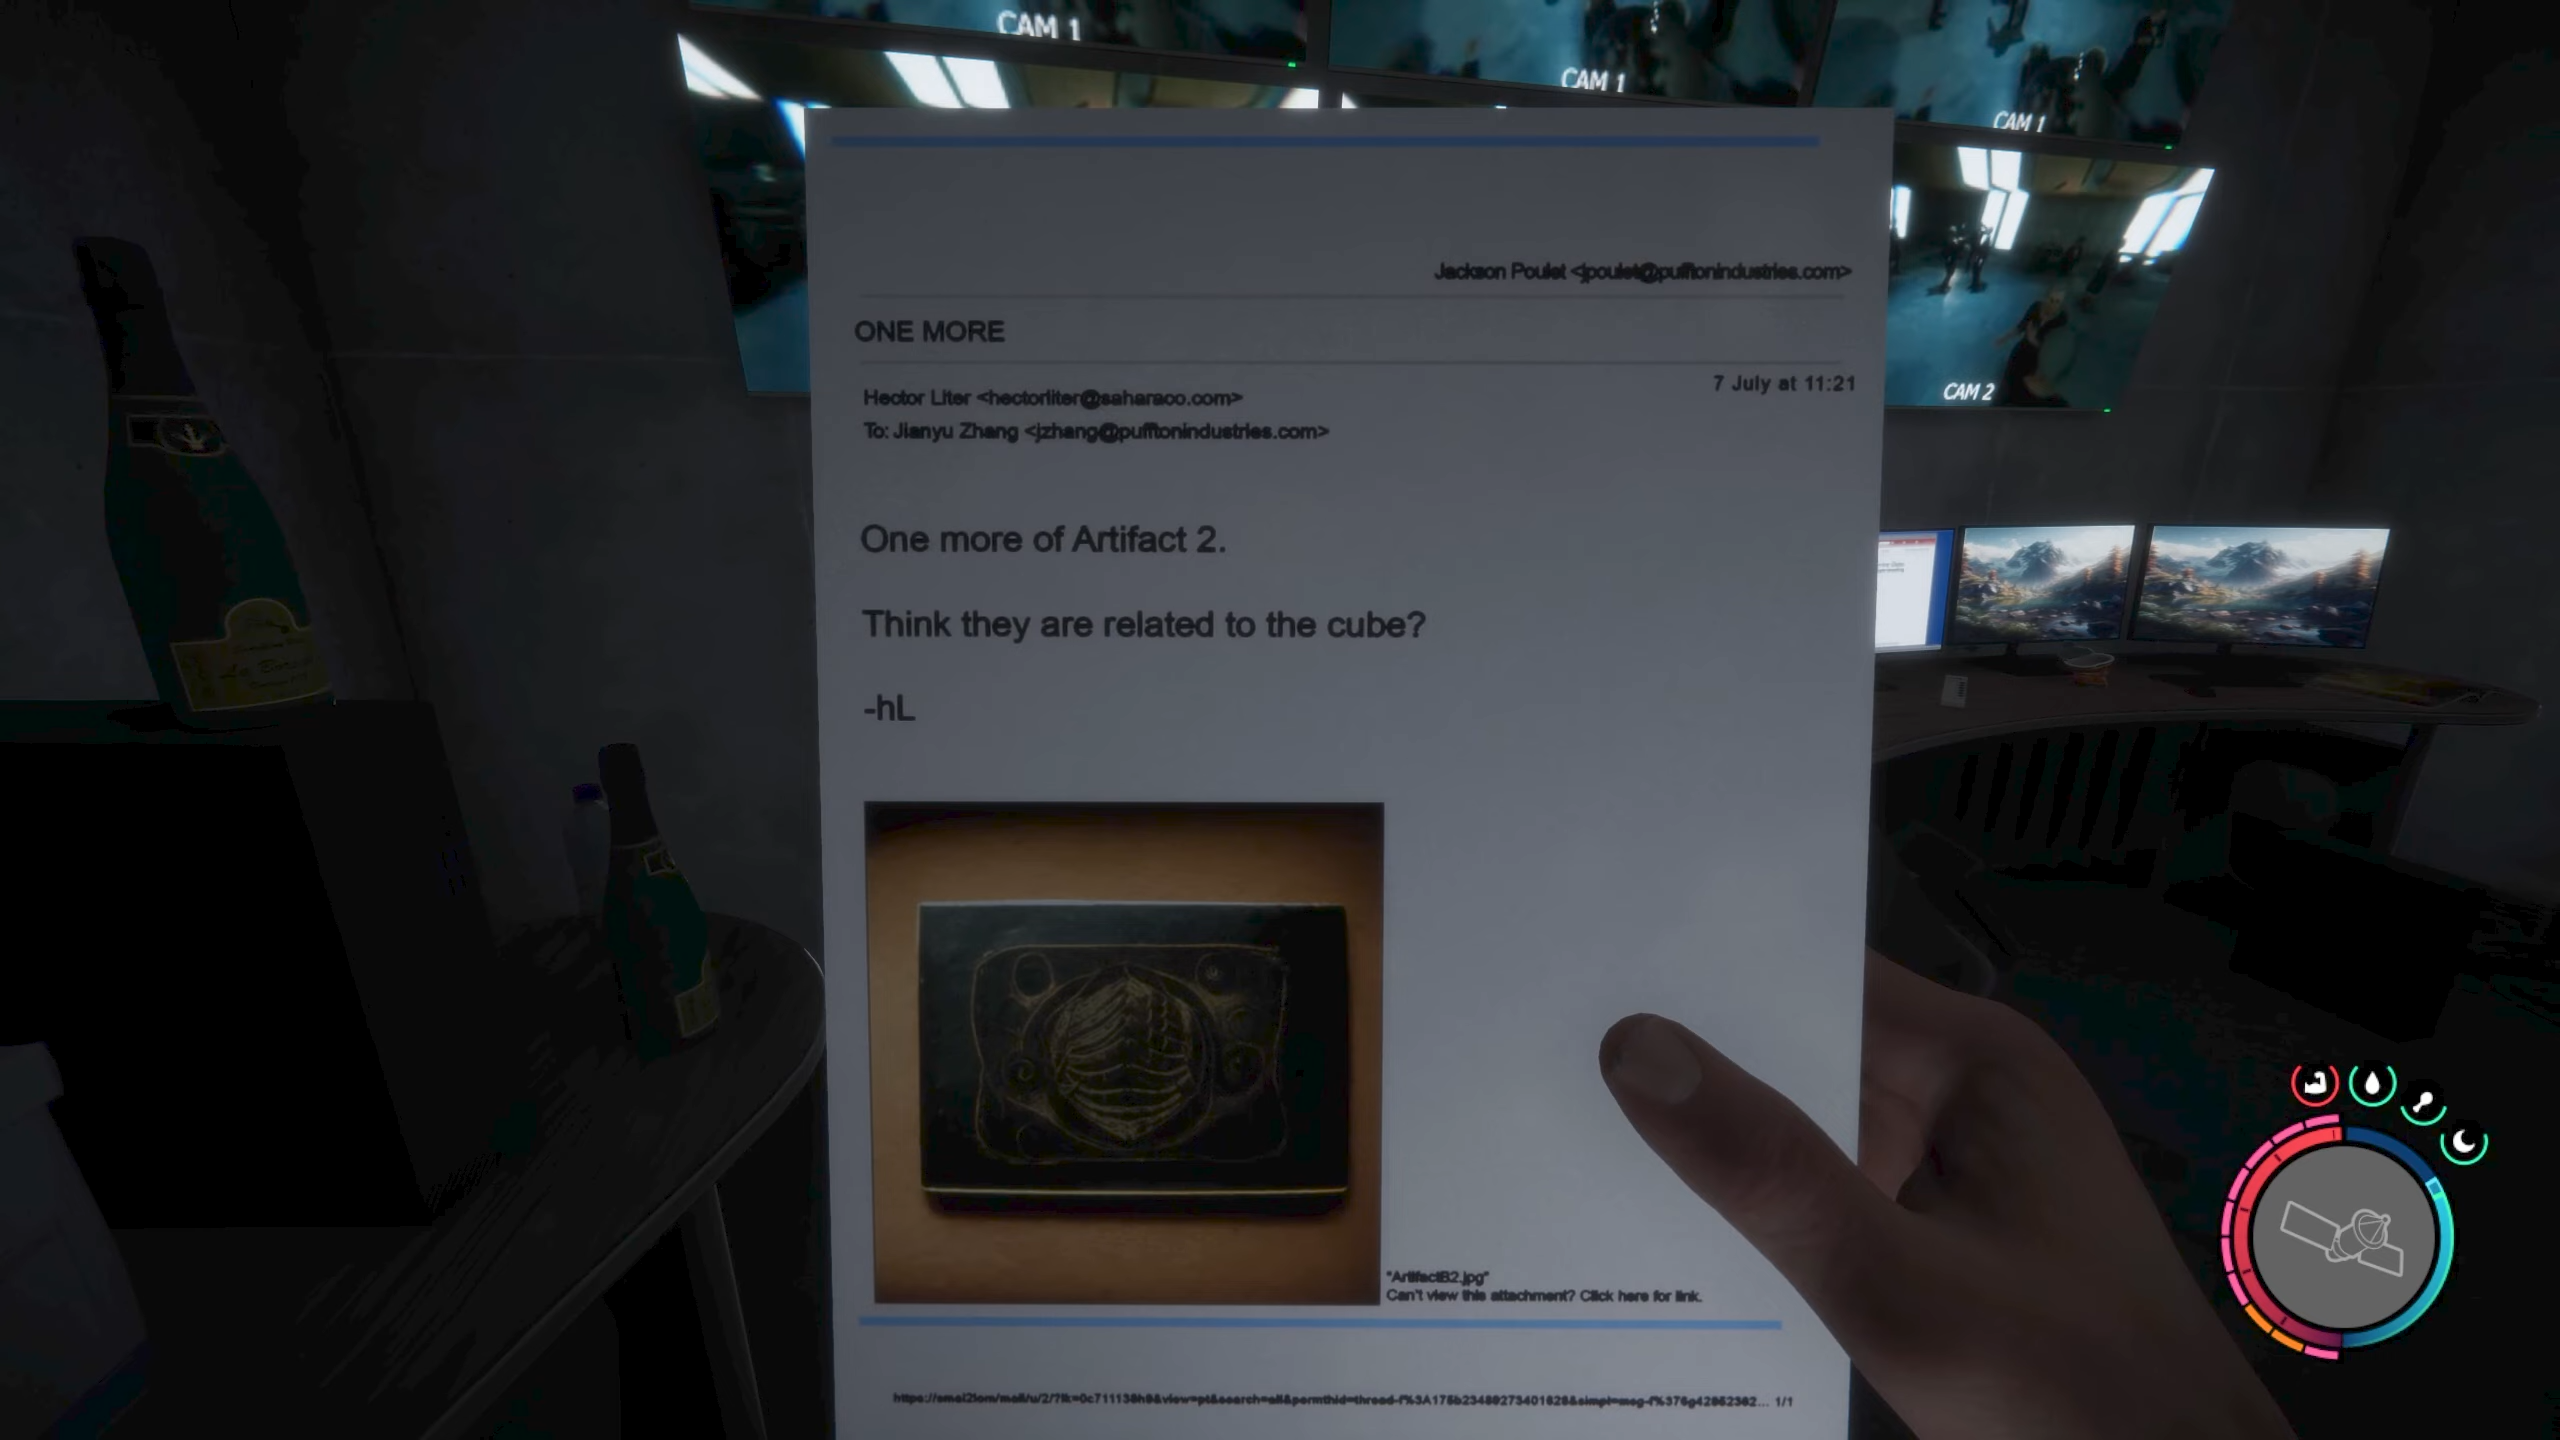 CAM 1
CAM 1
CAM 1
CAM 2
Jackson Poulet <jpoulet@pufftonindustries.com>
ONE MORE
7 July at 11:21
Hector Liter <hectorliter@saharaco.com>
To: Jianyu Zhang <jzhang@pufftonindustries.com>
One more of Artifact 2.
Think they are related to the cube?
-hL
"ArtifactB2.jpg"
Can't view this attachment? Click here for link.
1/1